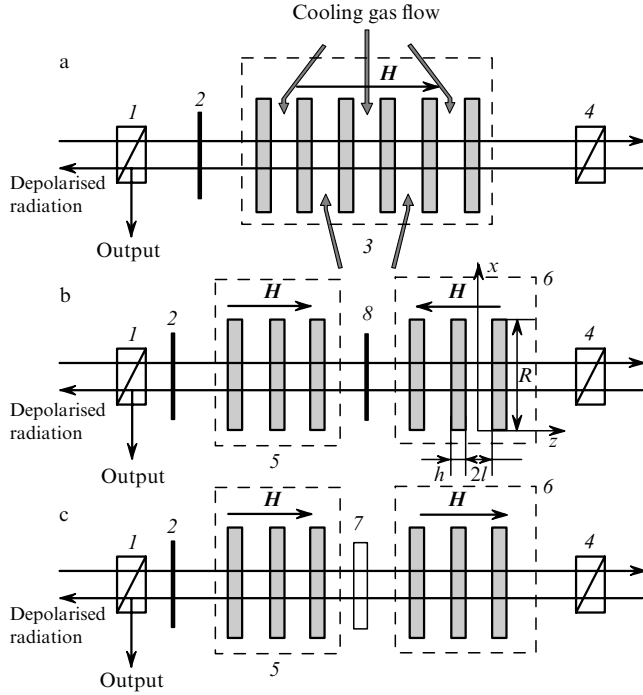 Cooling gas flow
a
H
1
2
4
Depolarised
radiation
Output
3
b
H
H
x
6
1
2
8
4
R
Depolarised
radiation
z
Output
5
h
2l
c
H
H
6
1
2
7
4
Depolarised
radiation
Output
5